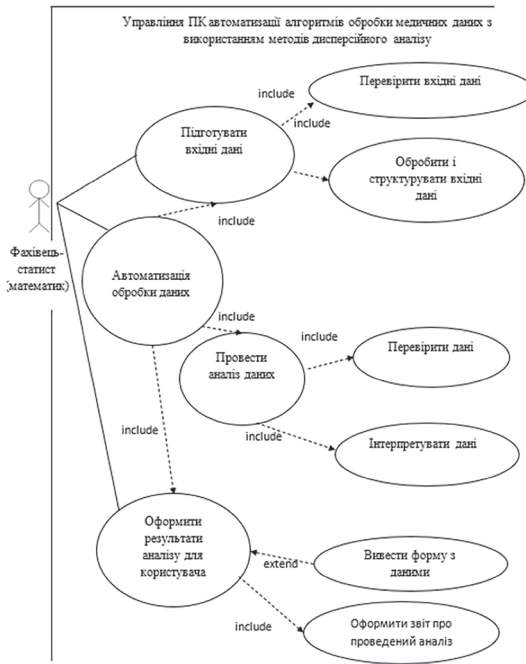 Управління ПК автоматизації алгоритмів обробки медичних даних з
використанням методів дисперсійного аналізу
include
Перевірити вхідні дані
Підготувати
вхідні дані
include
Обробити і
структурувати вхідні
дані
include
Фахівець-
статист
(математик)
Автоматизація
обробки даних
include
Провести
аналіз даних
include
Перевірити дані
include
include
Інтерпретувати дані
Оформити
результати
аналізу для
користувача
extend
Вивести форму з
даними
include
Оформити звіт про
проведений аналіз